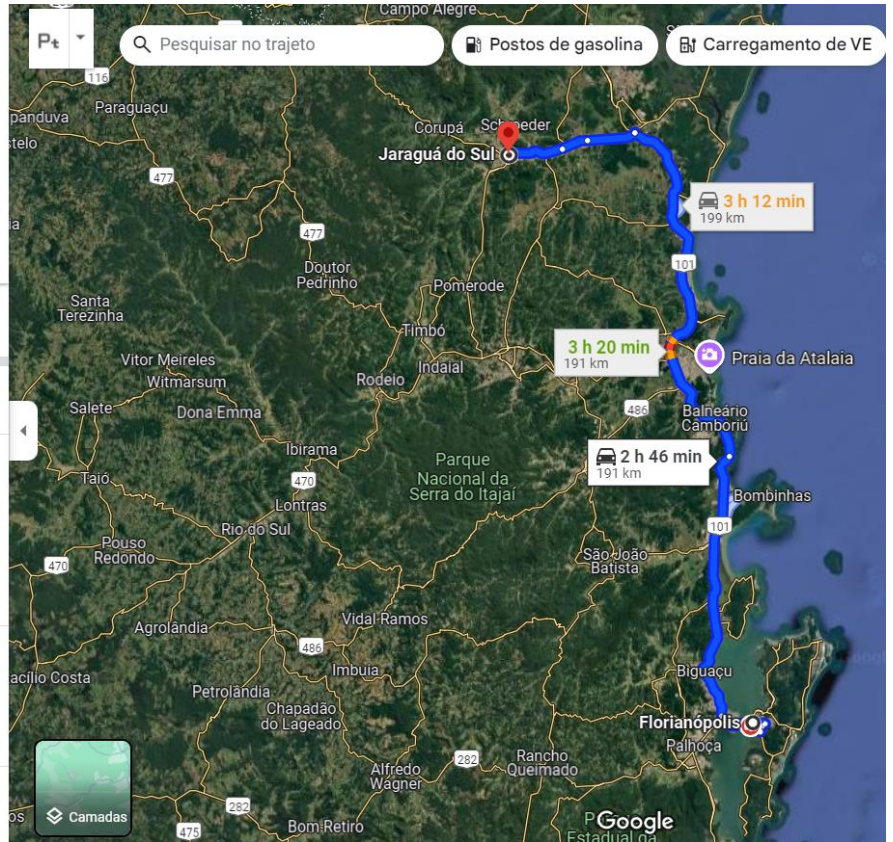 Campo Alegre
Pt
Pesquisar no trajeto
Postos de gasolina
Carregamento de VE
116
Paraguaçu
Corupá
Jaraguá do Sul
477
3 h 12 min
199 km
477
101
Doutor
Pedrinho
Pomerode
Santa
Terezinha
Timbó
3 h 20 min
191 km
Praia da Atalaia
Vitor Meireles
Indaial
Witmarsum
Rodeio
Salete
Dona Emma
486
Balneário
Camboriú
Ibirama
2 h 46 min
191 km
Parque
Nacional da
Serra do Itajaí
Taió
470
Lontras
Bombinhas
Rio do Sul
101
Pouso
Redondo
São João
Batista
470
Agrolândia
Vidal Ramos
486
Imbuia
Biguaçu
Petrolândia
Chapadão
do Lageado
Florianópolis
Palhoça
Alfredo
Wagner
282
Rancho
Queimado
Camadas
282
475
Bom Retiro
Google